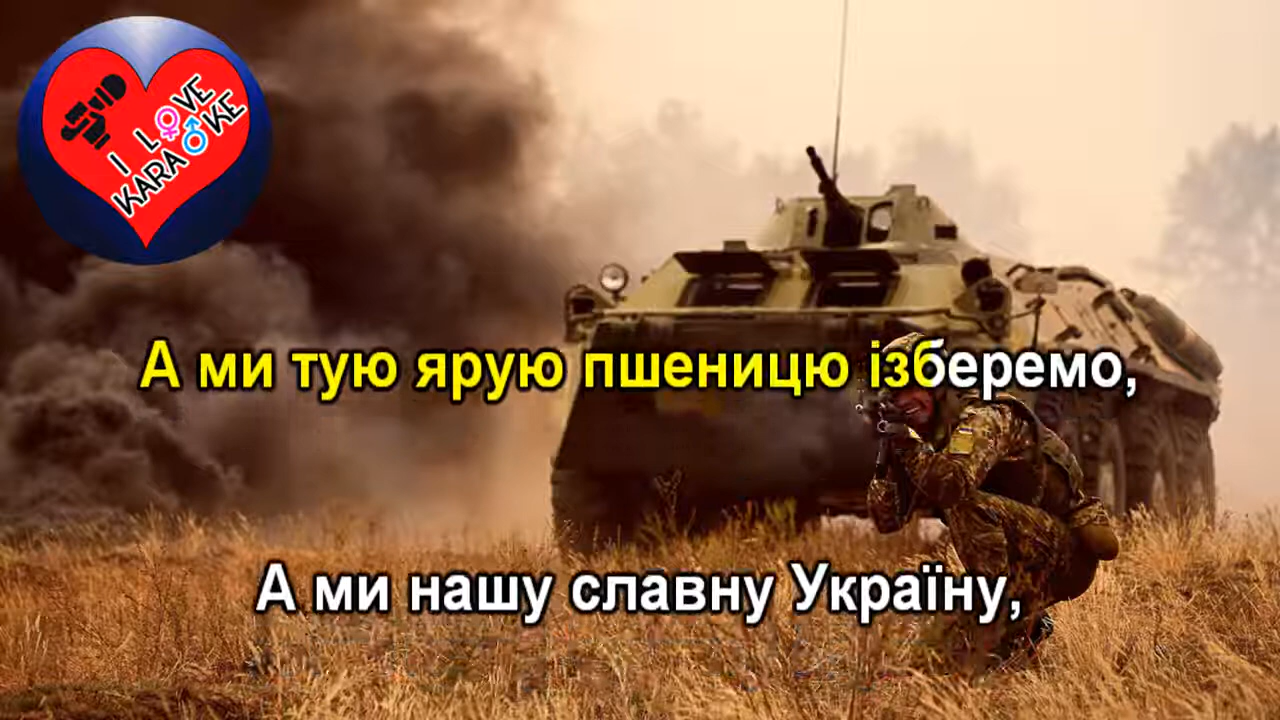 I LOVE
KARAOKE
А ми тую ярую пшеницю ізберемо,
А ми нашу славну Україну,